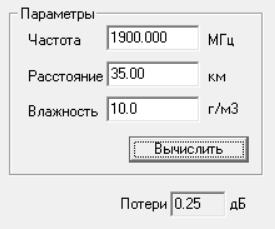 Параметры
Частота 1900.000 МГц
Расстояние 35.00 км
Влажность 10.0 г/м3
Вычислить
Потери 0.25 дБ